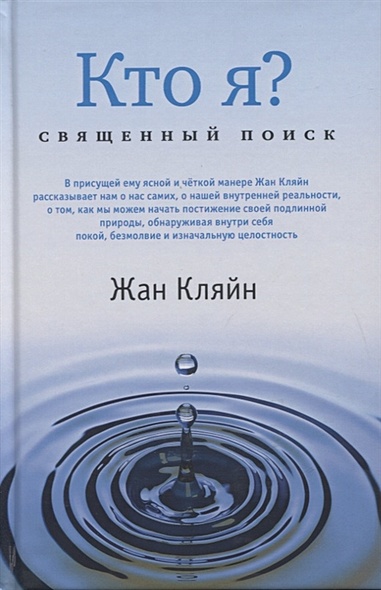 Кто я?
СВЯЩЕННЫЙ ПОИСК
В присущей ему ясной и чёткой манере Жан Кляйн
рассказывает нам о нас самих, о нашей внутренней реальности,
о том, как мы можем начать постижение своей подлинной
природы, обнаруживая внутри себя
покой, безмолвие и изначальную целостность
Жан Кляйн